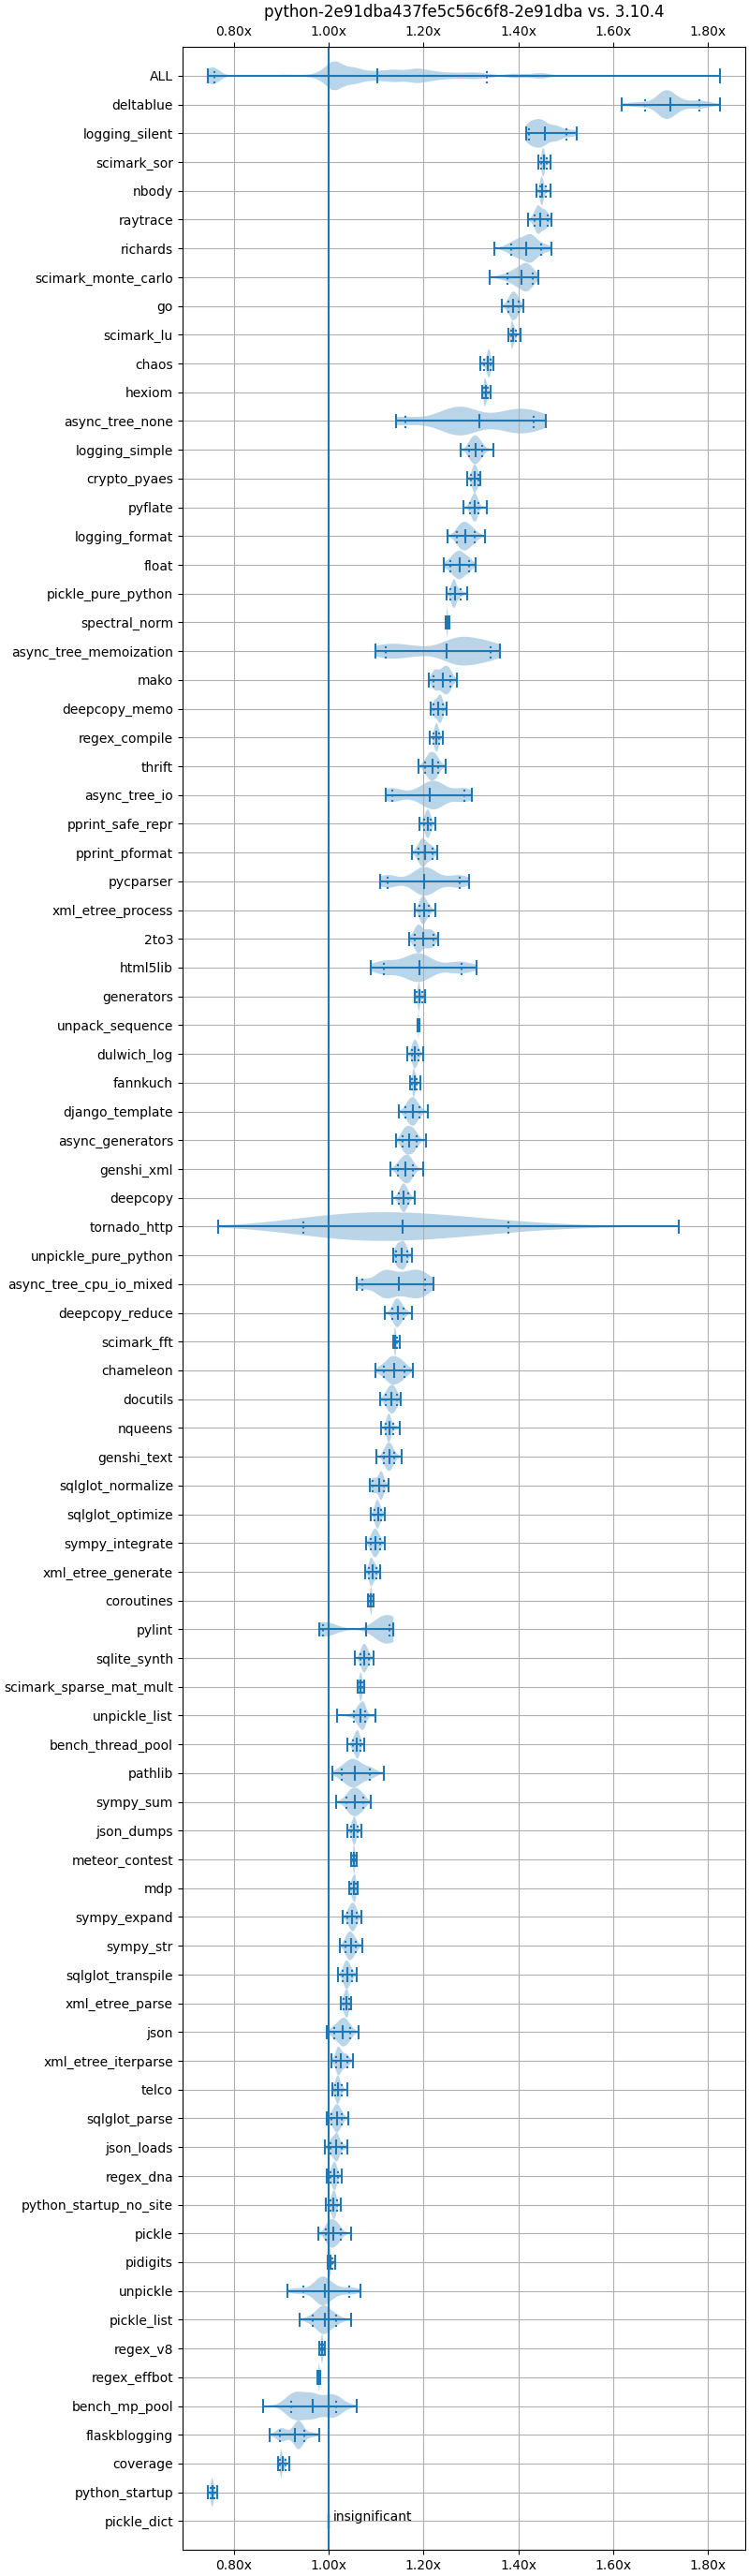 python-2e91dba437fe5c56c6f8-2e91dba vs. 3.10.4
0.80x 1.00x 1.20x 1.40x 1.60x 1.80x
ALL
deltablue
logging_silent
scimark_sor
nbody
raytrace
richards
scimark_monte_carlo
go
scimark_lu
chaos
hexiom
async_tree_none
logging_simple
crypto_pyaes
pyflate
logging_format
float
pickle_pure_python
spectral_norm
async_tree_memoization
mako
deepcopy_memo
regex_compile
thrift
async_tree_io
pprint_safe_repr
pprint_pformat
pycparser
xml_etree_process
2to3
html5lib
generators
unpack_sequence
dulwich_log
fannkuch
django_template
async_generators
genshi_xml
deepcopy
tornado_http
unpickle_pure_python
async_tree_cpu_io_mixed
deepcopy_reduce
scimark_fft
chameleon
docutils
nqueens
genshi_text
sqlglot_normalize
sqlglot_optimize
sympy_integrate
xml_etree_generate
coroutines
pylint
sqlite_synth
scimark_sparse_mat_mult
unpickle_list
bench_thread_pool
pathlib
sympy_sum
json_dumps
meteor_contest
mdp
sympy_expand
sympy_str
sqlglot_transpile
xml_etree_parse
json
xml_etree_iterparse
telco
sqlglot_parse
json_loads
regex_dna
python_startup_no_site
pickle
pidigits
unpickle
pickle_list
regex_v8
regex_effbot
bench_mp_pool
flaskblogging
coverage
python_startup
pickle_dict insignificant
0.80x 1.00x 1.20x 1.40x 1.60x 1.80x